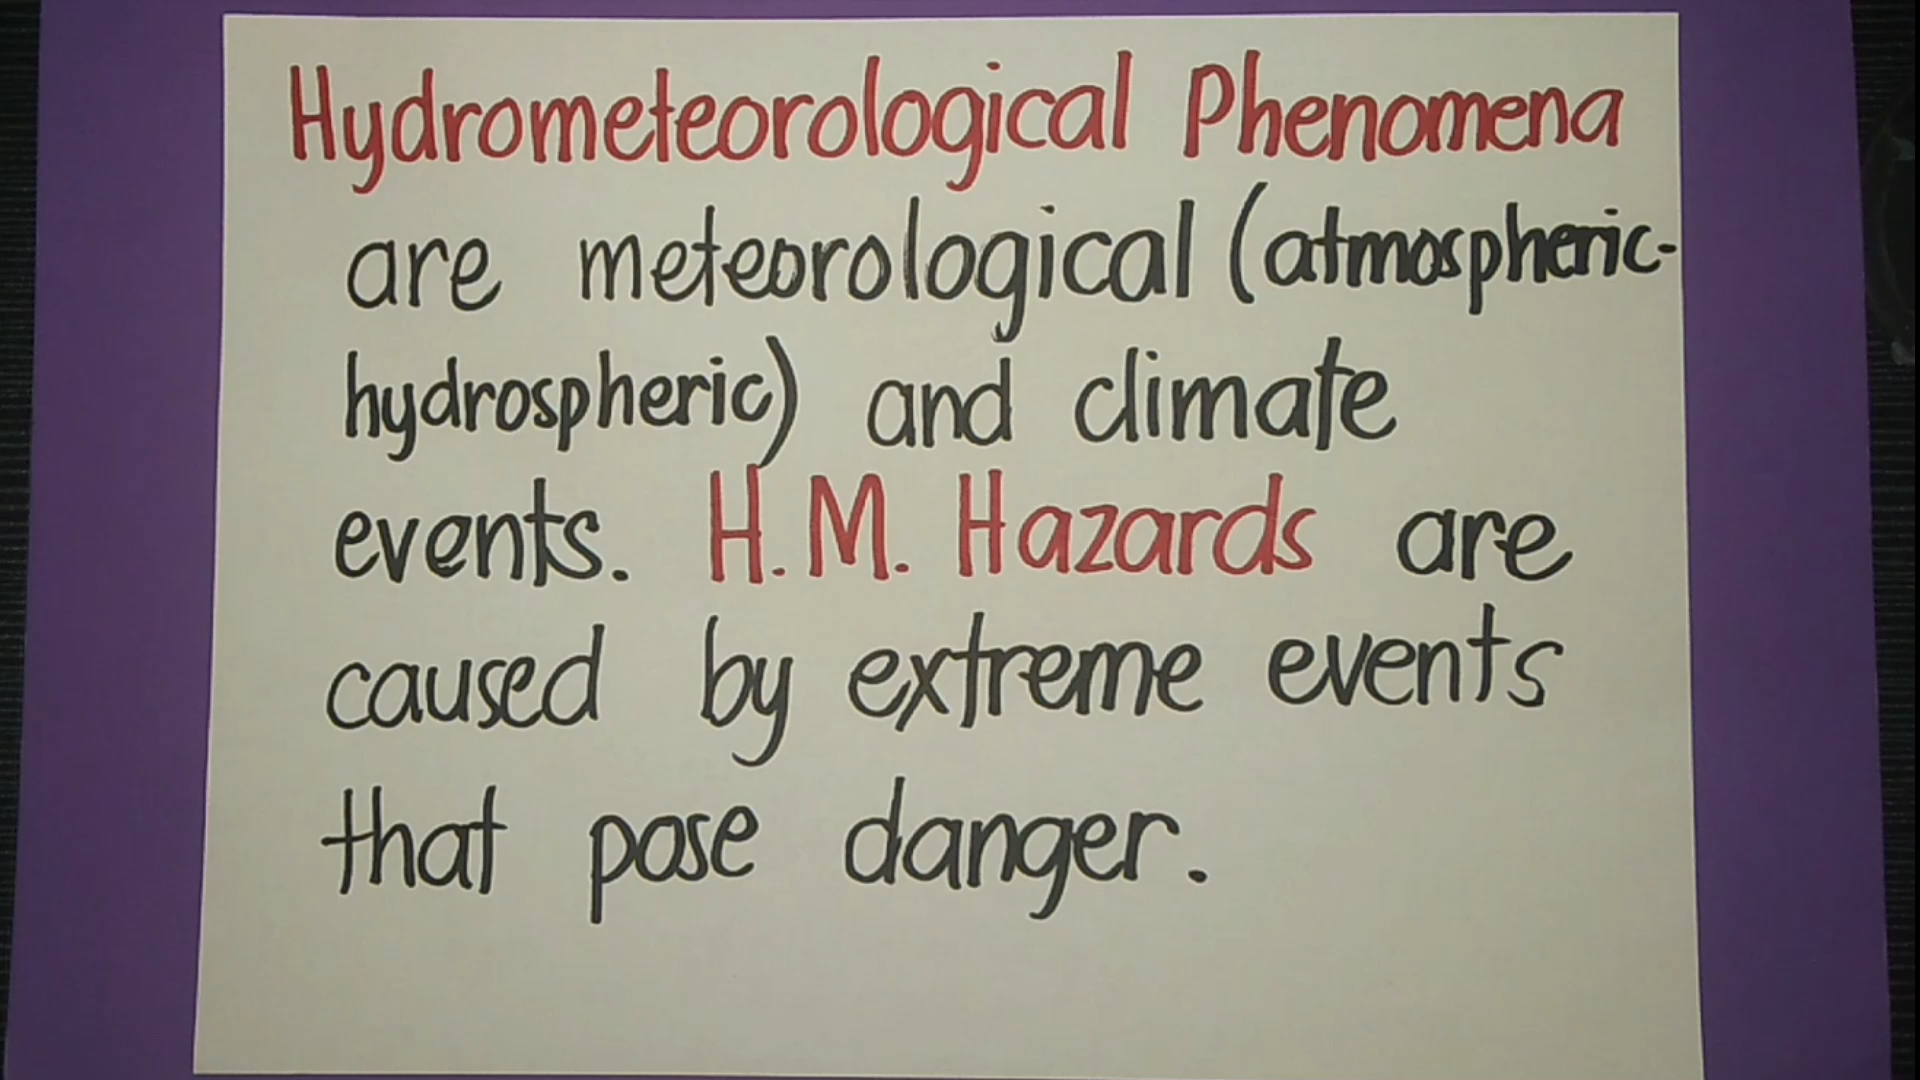 Hydrometeorological Phenomena
are meteorological (atmospheric-
hydrospheric) and climate
events. H.M. Hazards are
caused by extreme events
that pose danger.